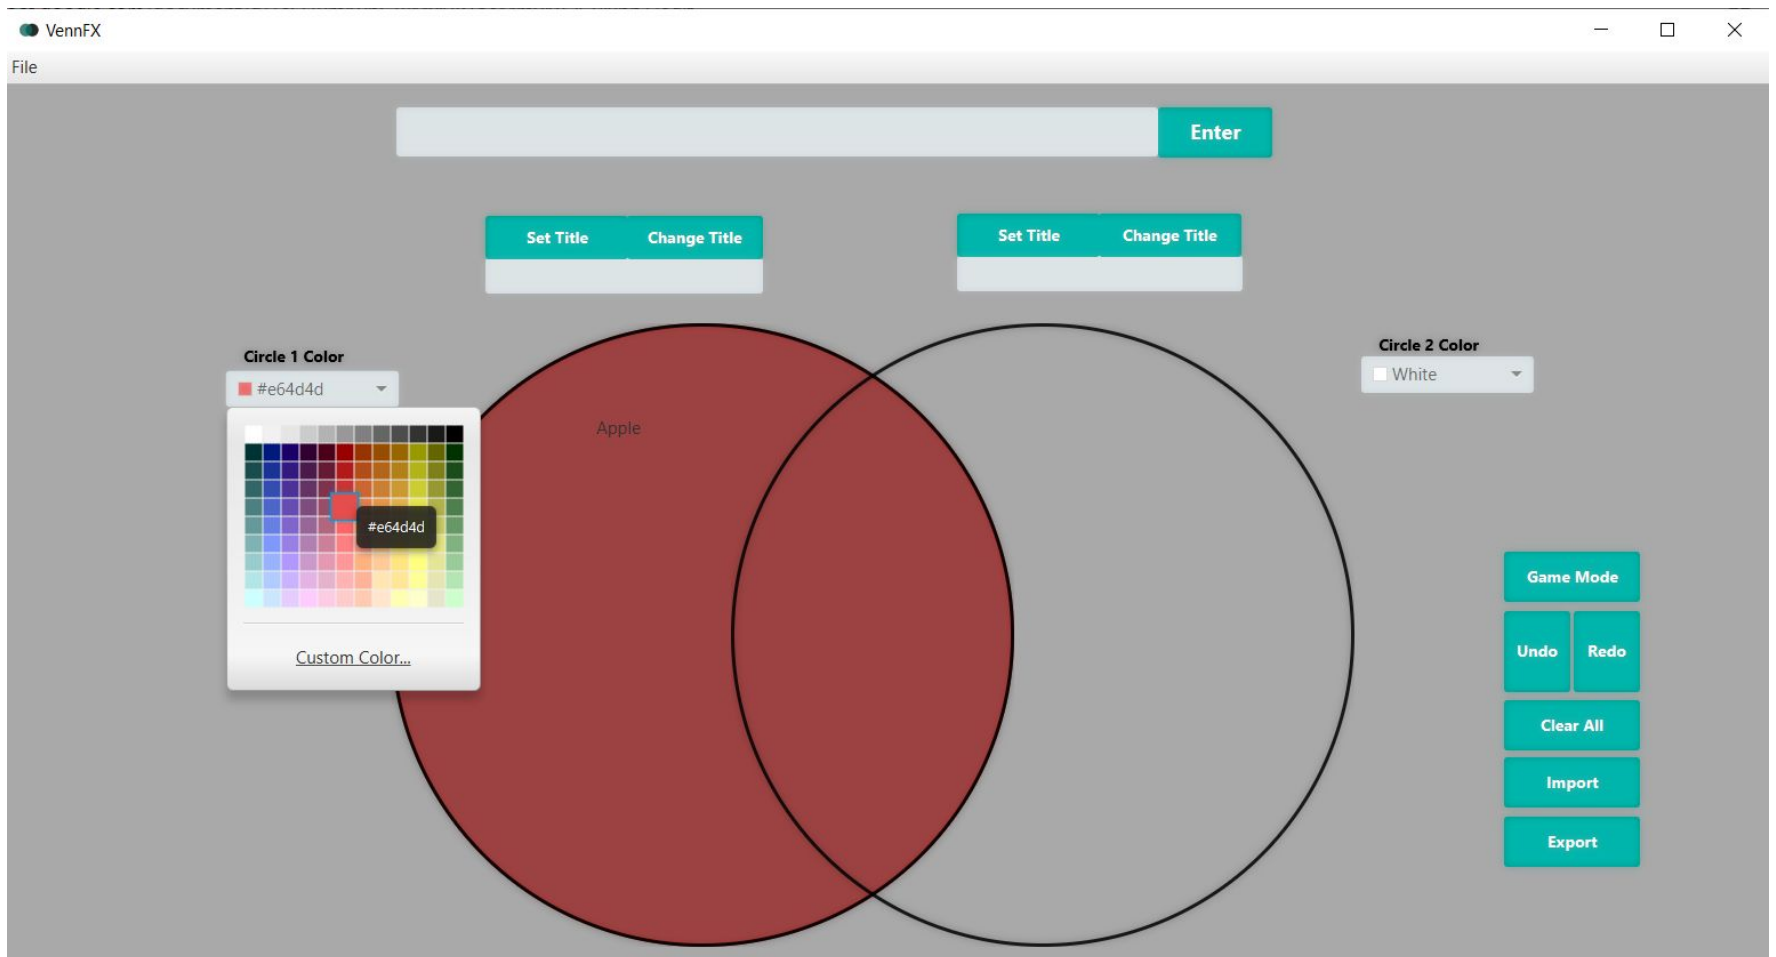 VennFX
File
Enter
Set Title Change Title
Set Title Change Title
Circle 1 Color
#e64d4d
Circle 2 Color
White
Apple
#e64d4d
Custom Color...
Game Mode
Undo Redo
Clear All
Import
Export